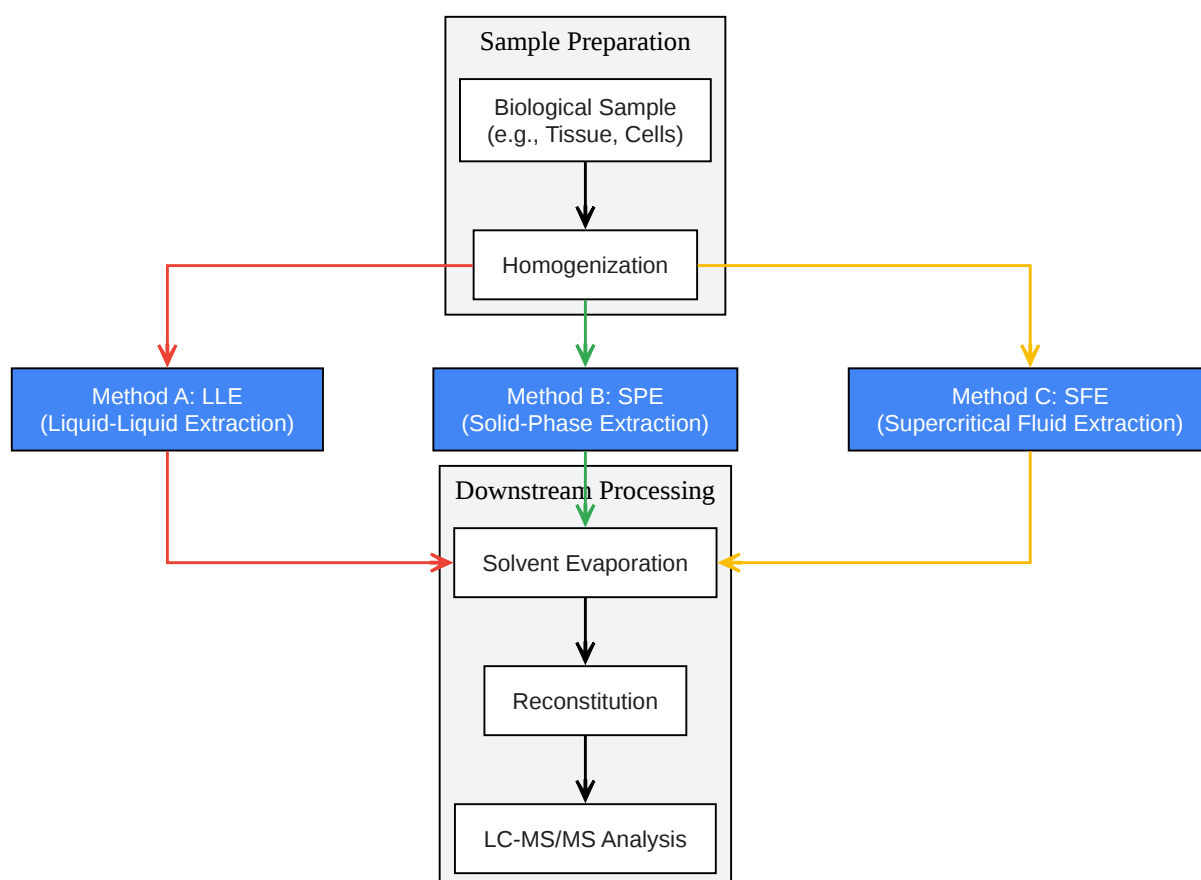 Sample Preparation
Biological Sample
(e.g., Tissue, Cells)
Homogenization
Method A: LLE
(Liquid-Liquid Extraction)
Method B: SPE
(Solid-Phase Extraction)
Method C: SFE
(Supercritical Fluid Extraction)
Downstream Processing
Solvent Evaporation
Reconstitution
LC-MS/MS Analysis